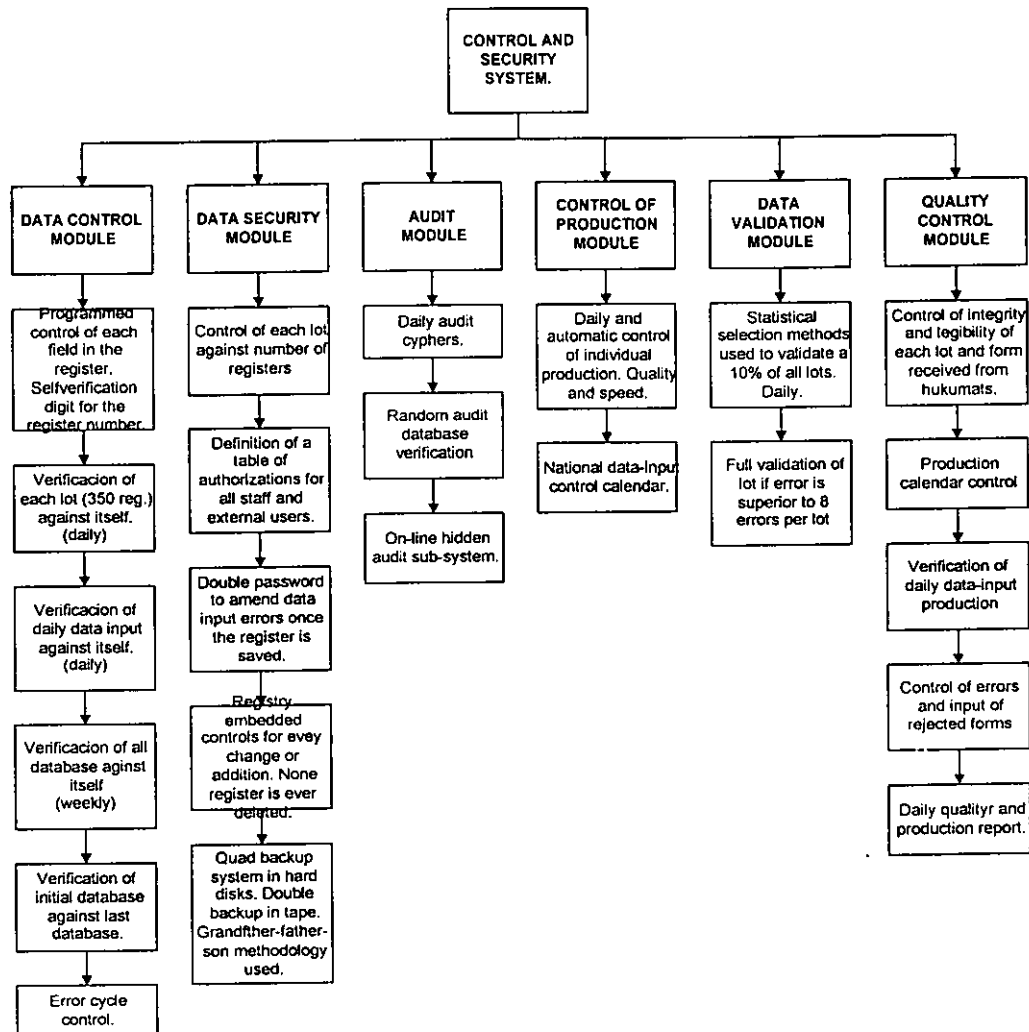 CONTROL AND
SECURITY
SYSTEM.
DATA CONTROL
MODULE
Programmed
control of each
field in the
register.
Selfverification
digit for the
register number.
Verificacion of
each lot (350 reg.)
against itself.
(daily)
Verificacion of
daily data input
against itself.
(daily)
Verificacion of all
database aginst
itself
(weekly)
Verification of
initial database
against last
database.
Error cycle
control.
DATA SECURITY
MODULE
Control of each lot
against number of
registers
Definition of a
table of
authorizations for
all staff and
external users.
Double password
to amend data
input errors once
the register is
saved.
Registry
embedded
controls for evey
change or
addition. None
register is ever
deleted.
Quad backup
system in hard
disks. Double
backup in tape.
Grandfther-father-
son methodology
used.
AUDIT
MODULE
Daily audit
cyphers.
Random audit
database
verification
On-line hidden
audit sub-system.
CONTROL OF
PRODUCTION
MODULE
Daily and
automatic control
of individual
production. Quality
and speed.
National data-Input
control calendar.
DATA
VALIDATION
MODULE
Statistical
selection methods
used to validate a
10% of all lots.
Daily.
Full validation of
lot if error is
superior to 8
errors per lot
QUALITY
CONTROL
MODULE
Control of integrity
and legibility of
each lot and form
received from
hukumats.
Production
calendar control
Verification of
daily data-input
production
Control of errors
and input of
rejected forms
Daily qualityr and
production report.